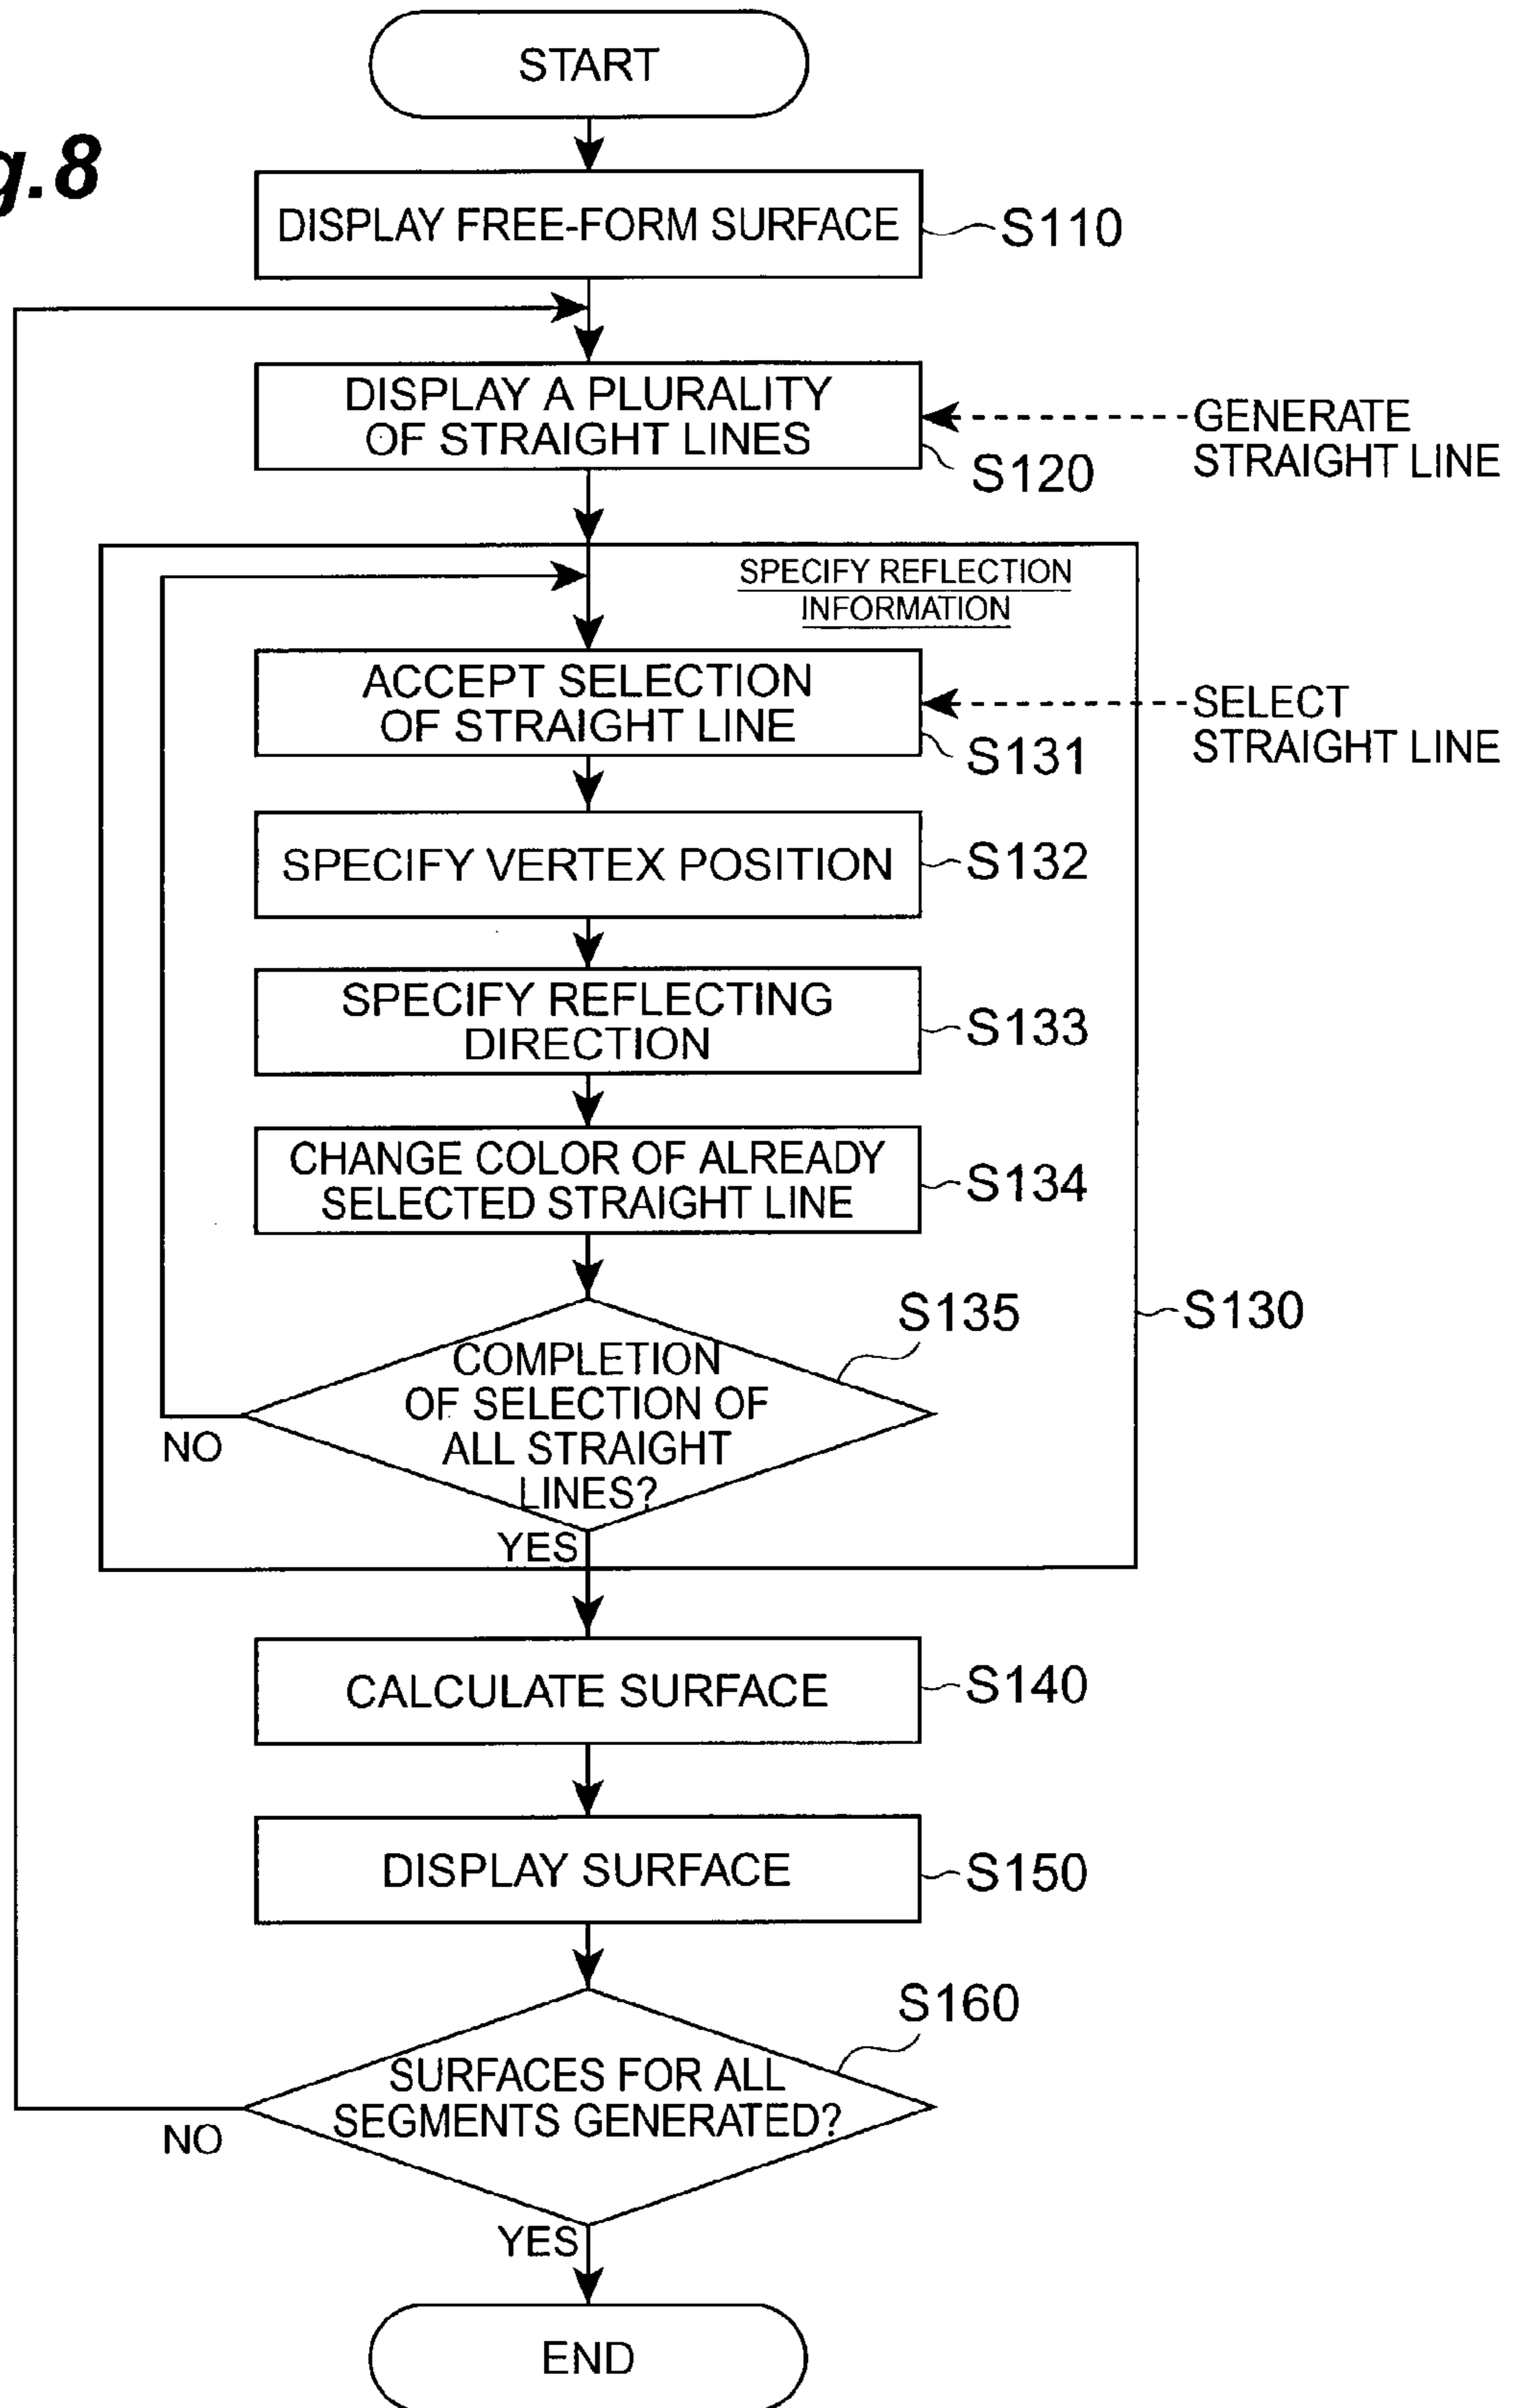 g.8
START
DISPLAY FREE-FORM SURFACE
S110
DISPLAY A PLURALITY
OF STRAIGHT LINES
S120
GENERATE
STRAIGHT LINE
SPECIFY REFLECTION
INFORMATION
ACCEPT SELECTION
OF STRAIGHT LINE
S131
SELECT
STRAIGHT LINE
SPECIFY VERTEX POSITION
S132
SPECIFY REFLECTING
DIRECTION
S133
CHANGE COLOR OF ALREADY
SELECTED STRAIGHT LINE
S134
S135
S130
COMPLETION
OF SELECTION OF
ALL STRAIGHT
LINES?
NO
YES
CALCULATE SURFACE
S140
DISPLAY SURFACE
S150
S160
SURFACES FOR ALL
SEGMENTS GENERATED?
NO
YES
END